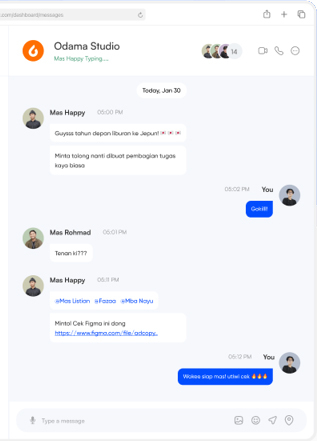 .com/dashboard/messages
Odama Studio
Mas Happy Typing.....
14
Today, Jan 30
Mas Happy 05:00 PM
Guysss tahun depan liburan ke Jepun!
Minta tolong nanti dibuat pembagian tugas
kaya biasa
05:02 PM You
Gokill!
Mas Rohmad 05:01 PM
Tenan ki???
Mas Happy 05:11 PM
@Mas Listian @Fazaa @Mba Nayu
Mintol Cek Figma ini dong
https://www.figma.com/file/adcopy..
05:12 PM You
Wokee siap mas! utiwi cek 🔥🔥🔥
Type a message